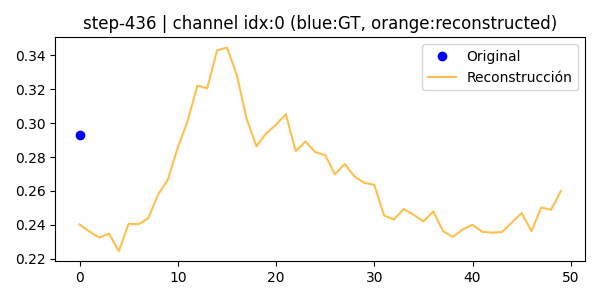 step-436 | channel idx:0 (blue:GT, orange:reconstructed)
Original
Reconstrucción
0.34
0.32
0.30
0.28
0.26
0.24
0.22
0 10 20 30 40 50